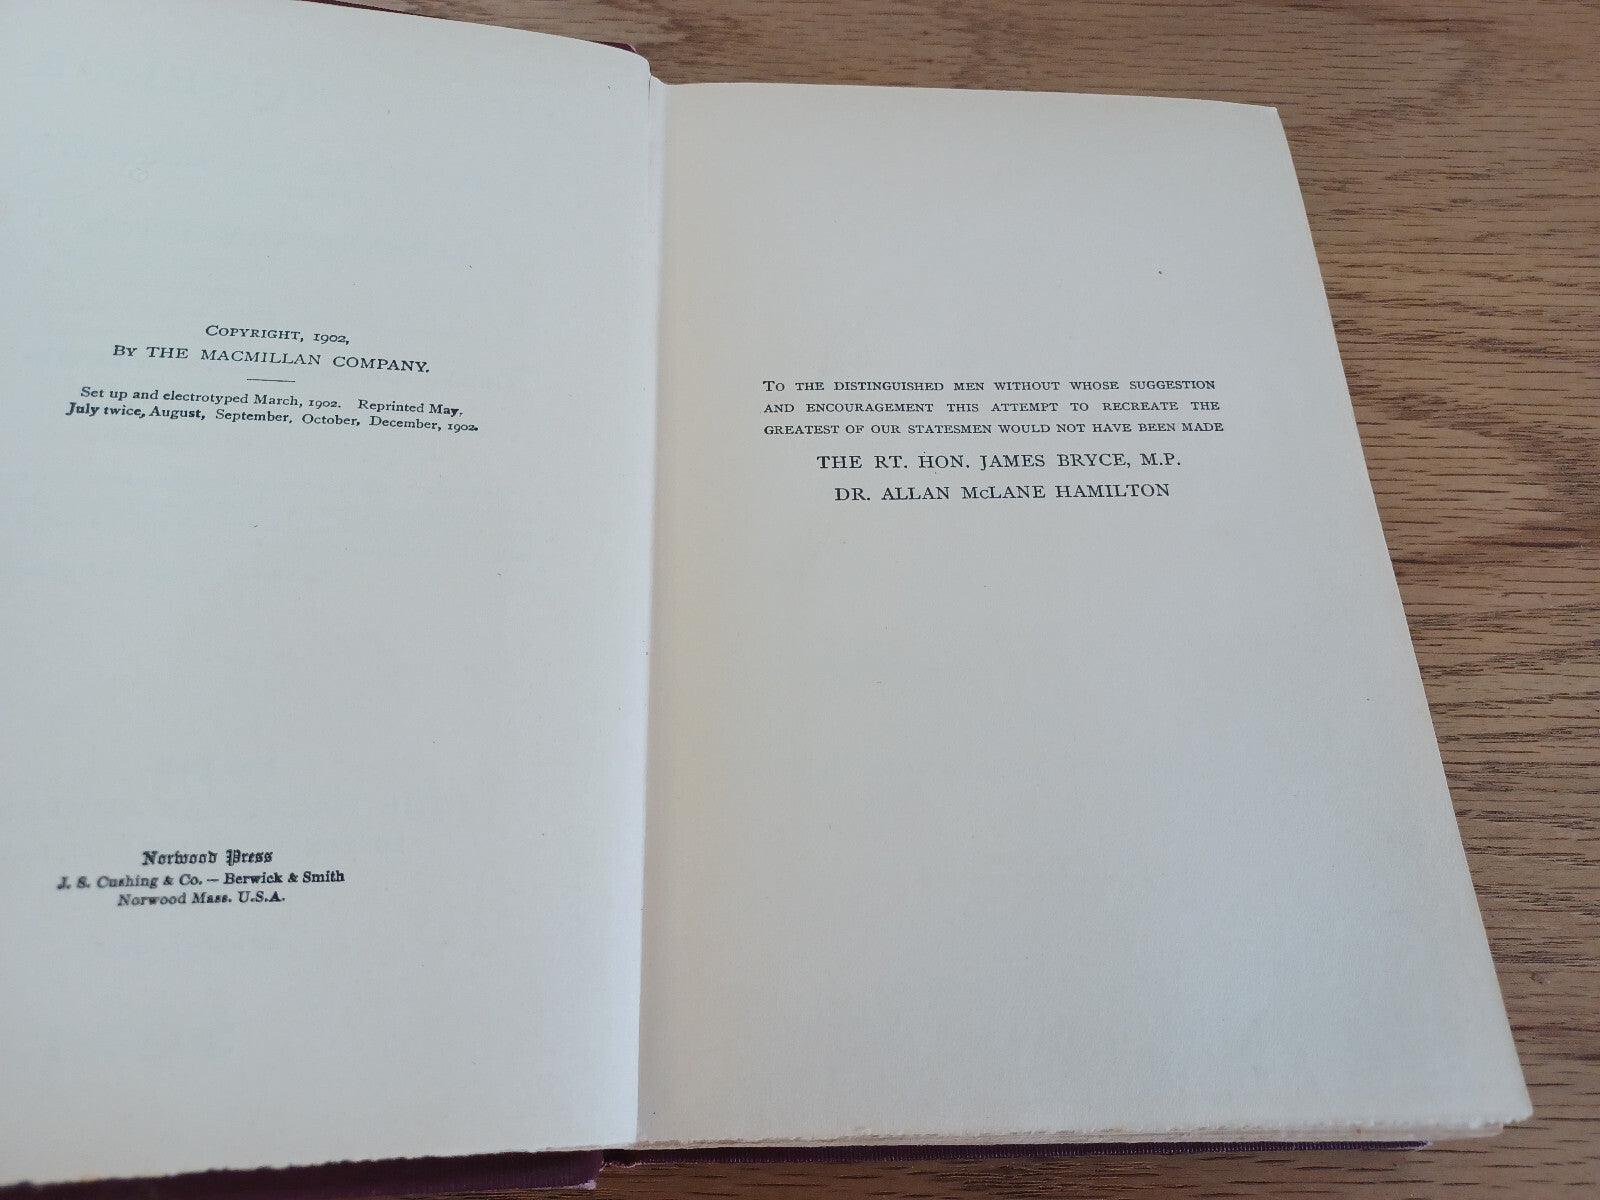 COPYRIGHT, 1902,
BY THE MACMILLAN COMPANY.
Set up and electrotyped March, 1902. Reprinted May,
July twice, August, September, October, December, 1902.
Norwood Press
J. S. Cushing & Co. – Berwick & Smith
Norwood Mass. U.S.A.
TO THE DISTINGUISHED MEN WITHOUT WHOSE SUGGESTION
AND ENCOURAGEMENT THIS ATTEMPT TO RECREATE THE
GREATEST OF OUR STATESMEN WOULD NOT HAVE BEEN MADE
THE RT. HON. JAMES BRYCE, M.P.
DR. ALLAN McLANE HAMILTON